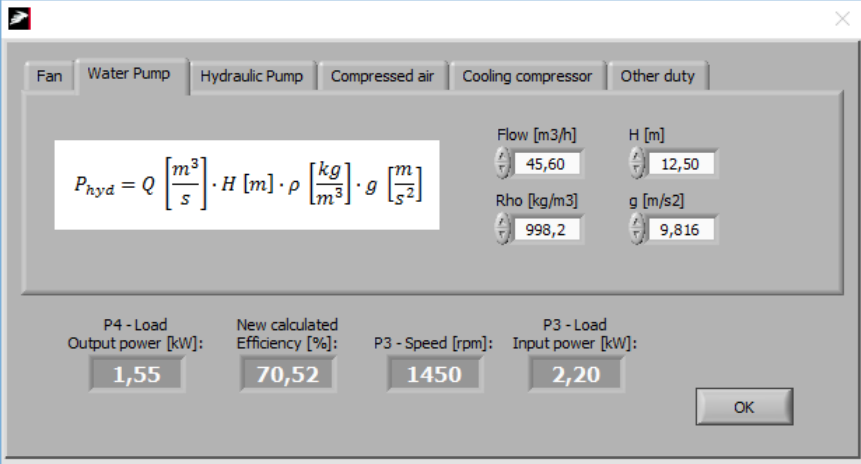 Fan Water Pump Hydraulic Pump Compressed air Cooling compressor Other duty
P_hyd = Q [m³/s] · H [m] · ρ [kg/m³] · g [m/s²]
Flow [m3/h] H [m]
45,60 12,50
Rho [kg/m3] g [m/s2]
998,2 9,816
P4 - Load New calculated P3 - Load
Output power [kW]: Efficiency [%]: P3 - Speed [rpm]: Input power [kW]:
1,55 70,52 1450 2,20
OK